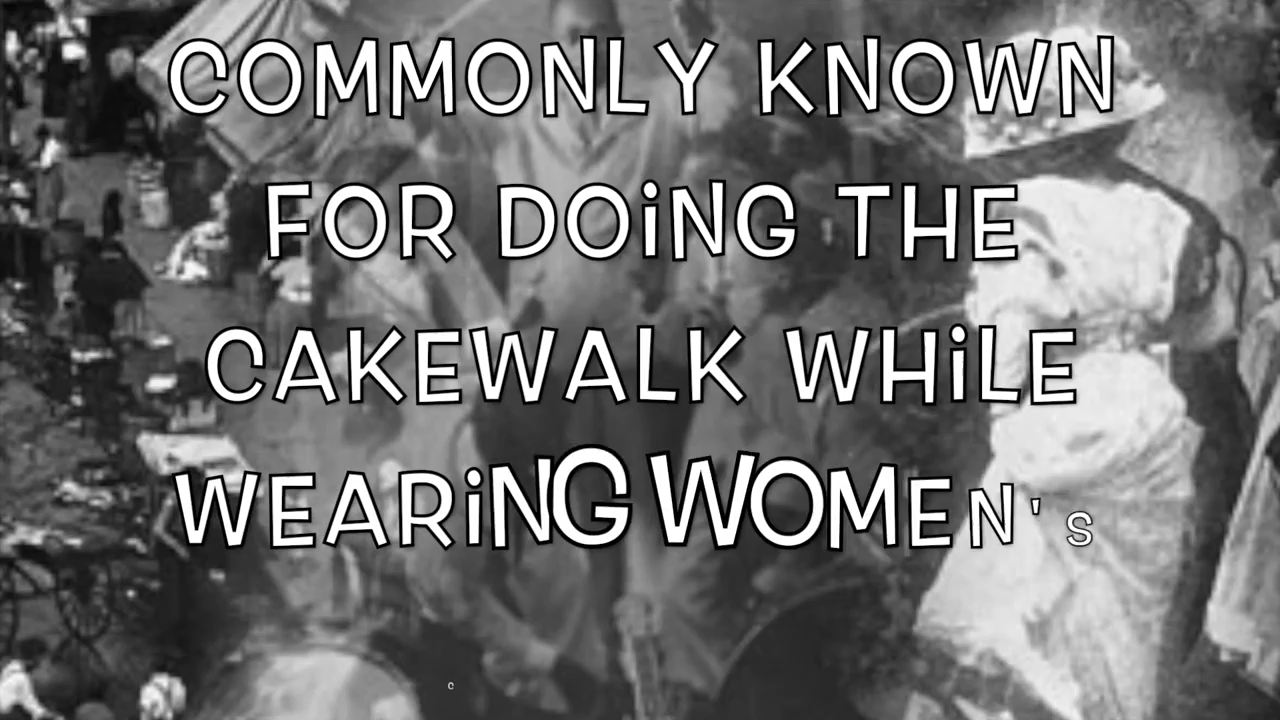 COMMONLY KNOWN
FOR DOiNG THE
CAKEWALK WHiLE
WEARiNG WOMEN'S
c